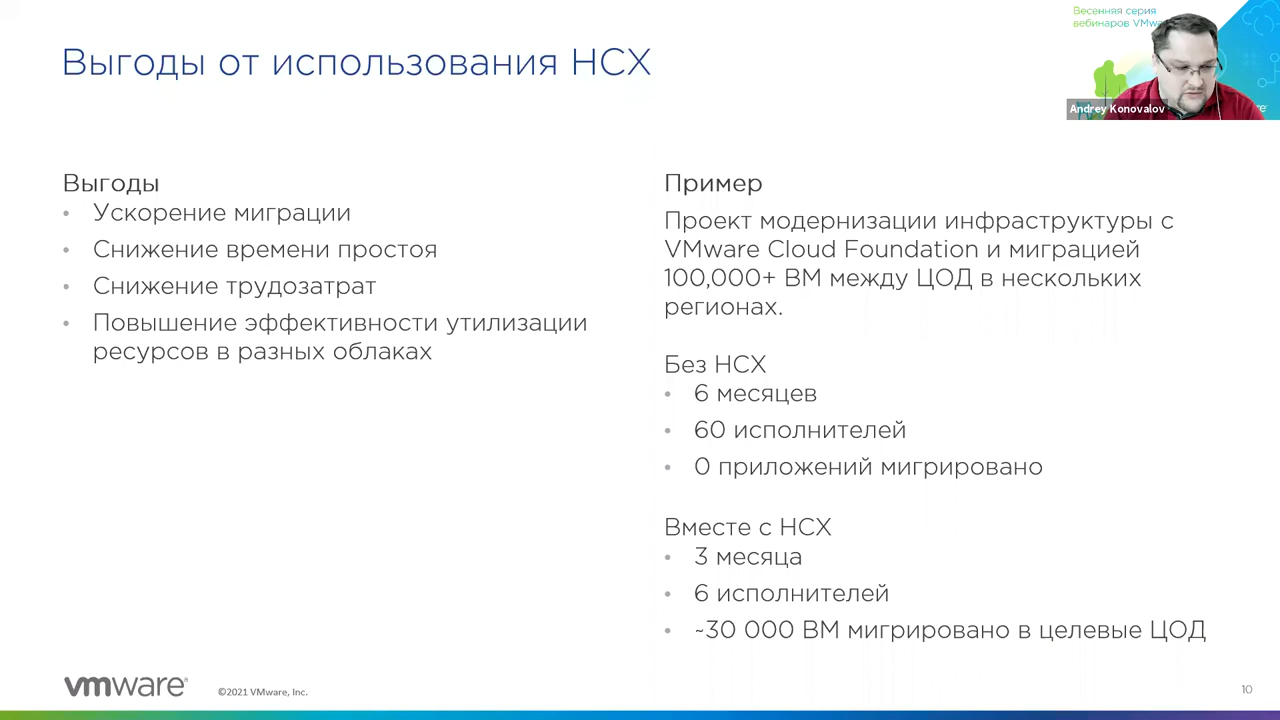 Весенняя серия
вебинаров VMwa
Andrey Konovalov
Выгоды от использования HCX
Выгоды
• Ускорение миграции
• Снижение времени простоя
• Снижение трудозатрат
• Повышение эффективности утилизации
ресурсов в разных облаках
Пример
Проект модернизации инфраструктуры с
VMware Cloud Foundation и миграцией
100,000+ ВМ между ЦОД в нескольких
регионах.
Без HCX
• 6 месяцев
• 60 исполнителей
• 0 приложений мигрировано
Вместе с HCX
• 3 месяца
• 6 исполнителей
• ~30 000 ВМ мигрировано в целевые ЦОД
vmware®
©2021 VMware, Inc.
10